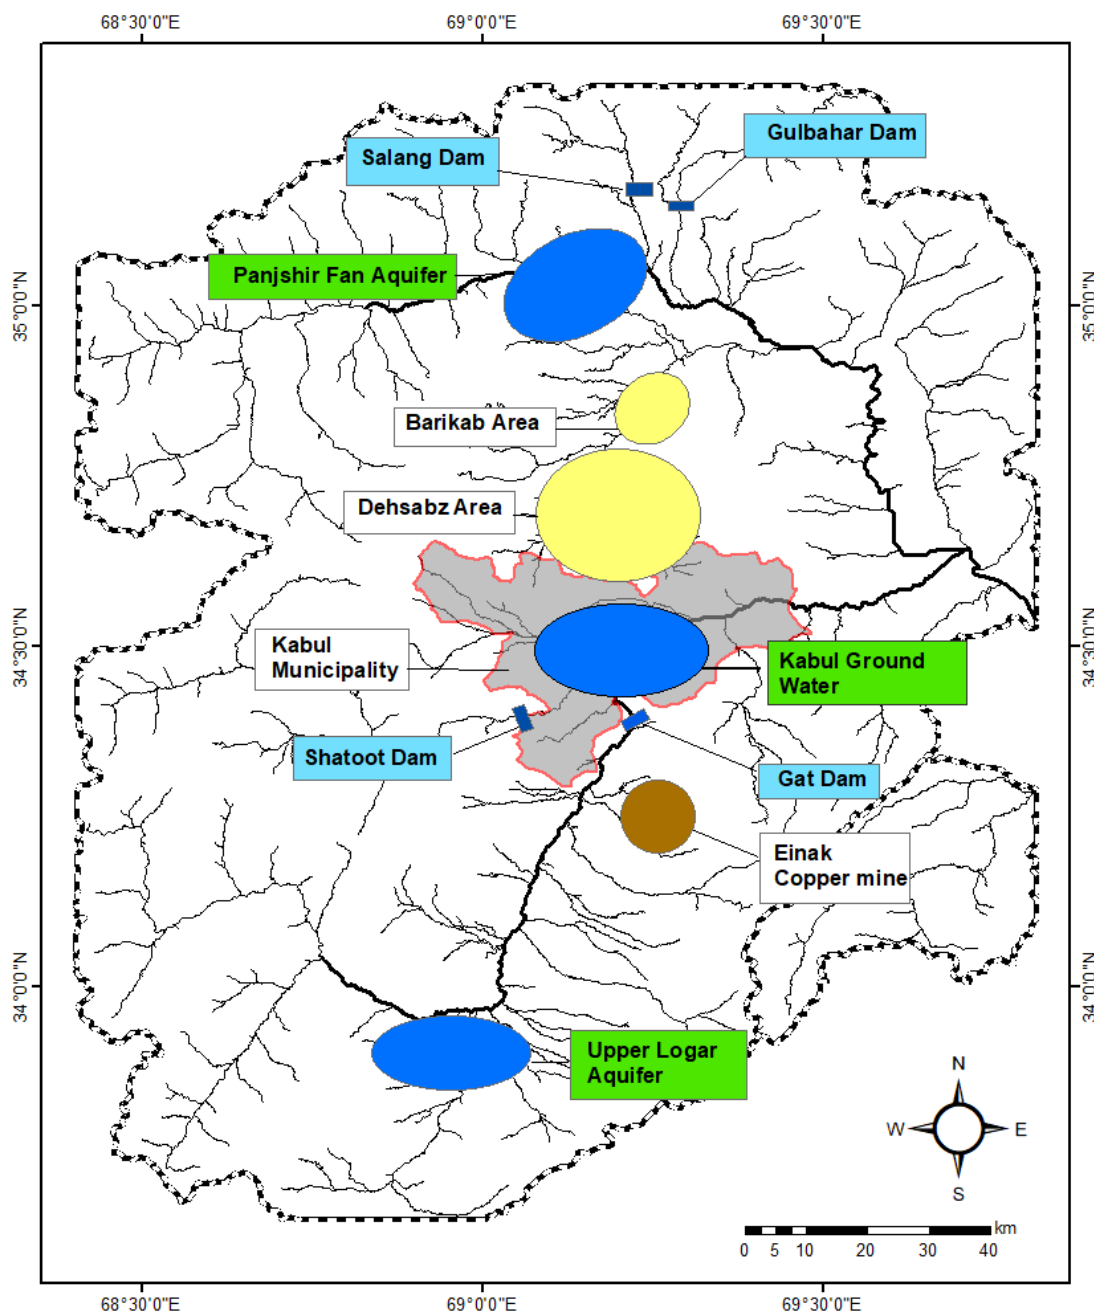 68°30'0"E
69°0'0"E
69°30'0"E
Gulbahar Dam
Salang Dam
Panjshir Fan Aquifer
35°0'0"N
35°0'0"N
Barikab Area
Dehsabz Area
34°30'0"N
34°30'0"N
Kabul
Municipality
Kabul Ground
Water
Shatoot Dam
Gat Dam
Einak
Copper mine
34°0'0"N
34°0'0"N
Upper Logar
Aquifer
N
W
E
S
km
0 5 10 20 30 40
68°30'0"E
69°0'0"E
69°30'0"E